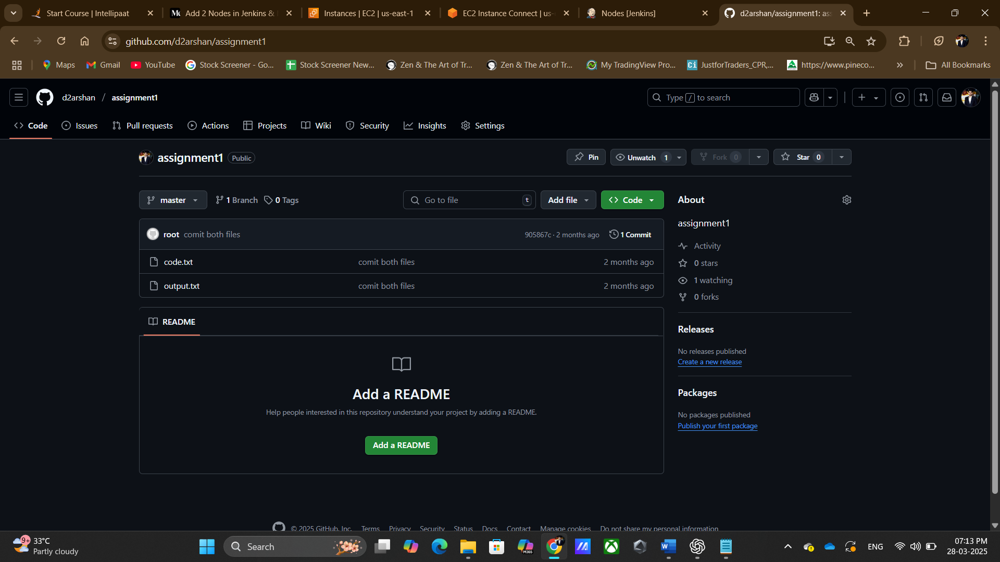 Start Course | Intellipaat
Add 2 Nodes in Jenkins &
Instances | EC2 | us-east-1
EC2 Instance Connect | us-
Nodes [Jenkins]
d2arshan/assignment1: ass
github.com/d2arshan/assignment1
Maps
Gmail
YouTube
Stock Screener - Go...
Stock Screener New...
Zen & The Art of Tr...
Zen & The Art of Tr...
My TradingView Pro...
Ci
JustforTraders_CPR,...
https://www.pineco...
All Bookmarks
d2arshan / assignment1
Type / to search
Code
Issues
Pull requests
Actions
Projects
Wiki
Security
Insights
Settings
assignment1 Public
Pin
Unwatch 1
Fork 0
Star 0
master
1 Branch
0 Tags
Go to file t
Add file
Code
About
assignment1
root comit both files 905867c · 2 months ago 1 Commit
code.txt comit both files 2 months ago
output.txt comit both files 2 months ago
Activity
0 stars
1 watching
0 forks
README
Releases
No releases published
Create a new release
Add a README
Help people interested in this repository understand your project by adding a README.
Add a README
Packages
No packages published
Publish your first package
© 2025 GitHub, Inc. Terms Privacy Security Status Docs Contact Manage cookies Do not share my personal information
9+
33°C
Partly cloudy
Search
M365
ENG
07:13 PM
28-03-2025